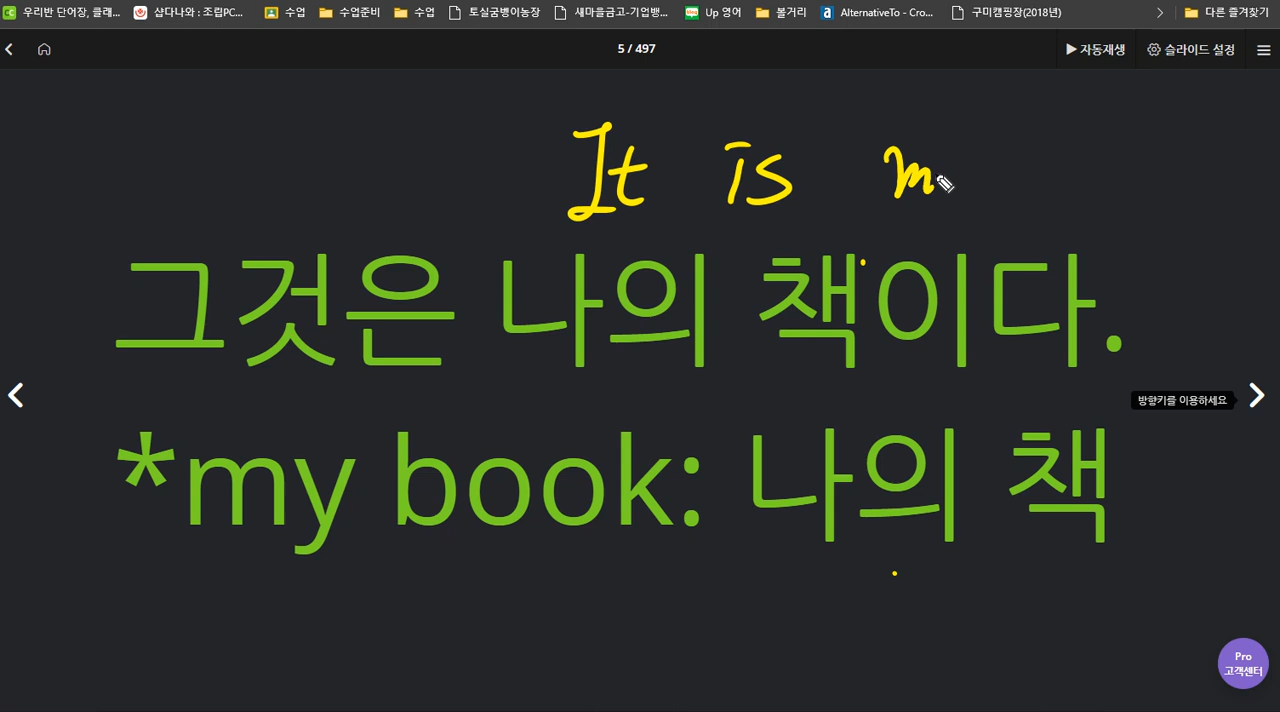 우리반 단어장, 클래... 샵다나와 : 조립PC... 수업 수업준비 수업 토실굼벵이농장 새마을금고-기업뱅... Up 영어 볼거리 AlternativeTo - Cro... 구미캠핑장(2018년) 다른 즐겨찾기
5 / 497 자동재생 슬라이드 설정
It is m
그것은 나의 책이다.
방향키를 이용하세요
*my book: 나의 책
Pro
고객센터